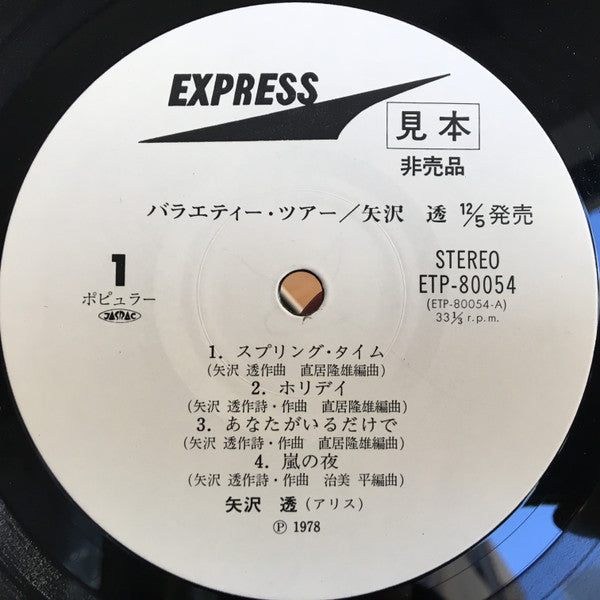 EXPRESS
見本
非売品
バラエティー・ツアー/矢沢 透 12/5発売
1
ポピュラー
JASRAC
STEREO
ETP-80054
(ETP-80054-A)
33⅓ r.p.m.
1. スプリング・タイム
(矢沢 透作曲 直居隆雄編曲)
2. ホリデイ
(矢沢 透作詩・作曲 直居隆雄編曲)
3. あなたがいるだけで
(矢沢 透作詩・作曲 直居隆雄編曲)
4. 嵐の夜
(矢沢 透作詩・作曲 治美 平編曲)
矢沢 透(アリス)
Ⓟ 1978